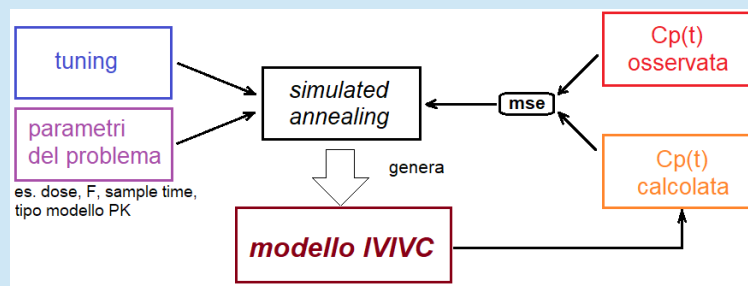 tuning
parametri
del problema
es. dose, F, sample time,
tipo modello PK
simulated
annealing
genera
modello IVIVC
mse
Cp(t)
osservata
Cp(t)
calcolata